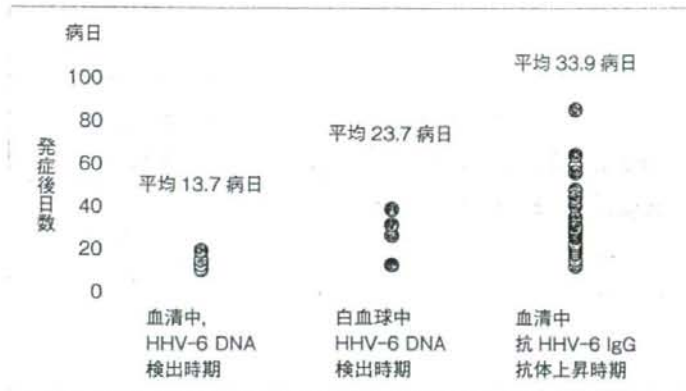 病日
100
80
60
40
20
0
発症後日数
平均 13.7 病日
平均 23.7 病日
平均 33.9 病日
血清中,
HHV-6 DNA
検出時期
白血球中
HHV-6 DNA
検出時期
血清中
抗 HHV-6 IgG
抗体上昇時期